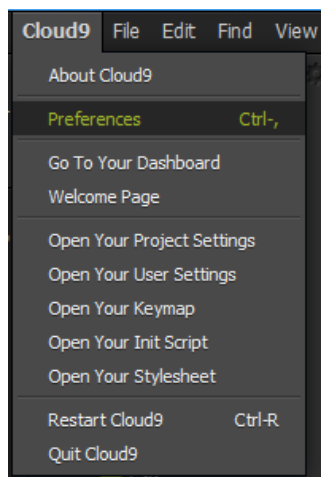 Cloud9 File Edit Find View
About Cloud9
Preferences Ctrl-,
Go To Your Dashboard
Welcome Page
Open Your Project Settings
Open Your User Settings
Open Your Keymap
Open Your Init Script
Open Your Stylesheet
Restart Cloud9 Ctrl-R
Quit Cloud9